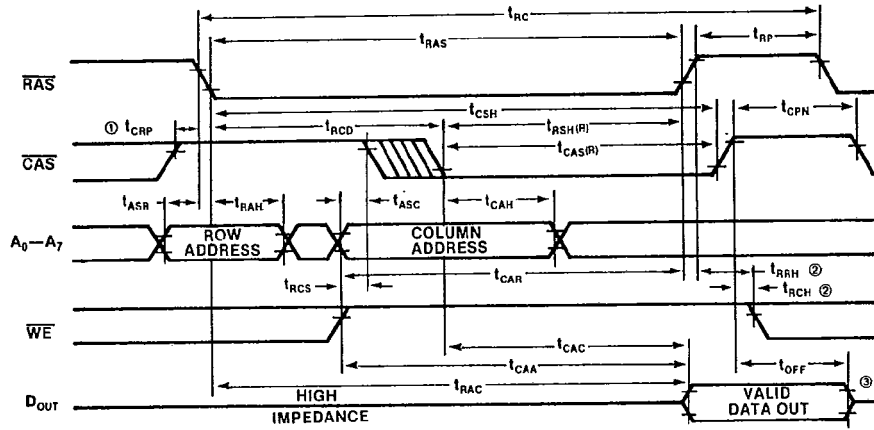 tRC
tRAS
tRP
RAS
tCSH
tCPN
① tCRP
tRCD
tRSH(R)
tCAS(R)
CAS
tASR
tRAH
tASC
tCAH
A0—A7
ROW
ADDRESS
COLUMN
ADDRESS
tRCS
tCAR
tRRH ②
tRCH ②
WE
tCAC
tCAA
tOFF
tRAC
③
DOUT
HIGH
IMPEDANCE
VALID
DATA OUT